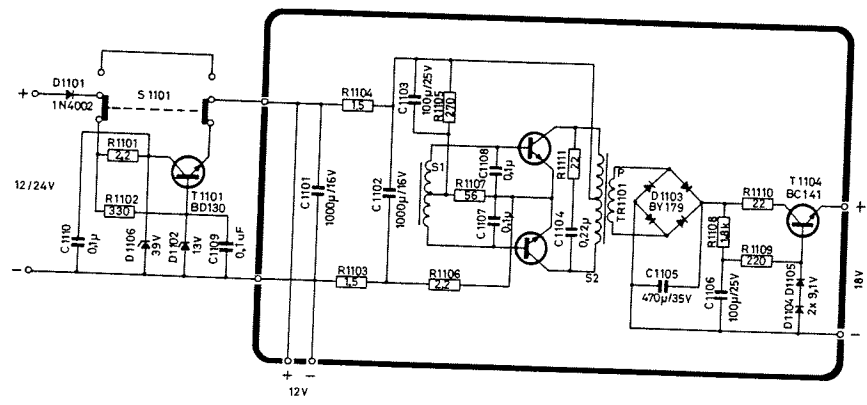 D1101
1N4002
S1101
+
12/24V
−
R1101
2,2
R1102
330
T1101
BD130
C1110
0,1µ
D1106
39V
D1102
13V
C1109
0,1uF
C1101
1000µ/16V
+ −
12V
R1104
1,5
C1102
1000µ/16V
R1103
1,5
C1103
100µ/25V
R1105
270
S1
R1107
56
C1108
0,1µ
C1107
0,1µ
R1106
2,2
R1111
22
C1104
0,22µ
S2
P
TR1101
D1103
BY179
C1105
470µ/35V
R1110
22
R1108
1,8k
R1109
220
C1106
100µ/25V
T1104
BC141
D1104 D1105
2x 9,1V
+
18V
−